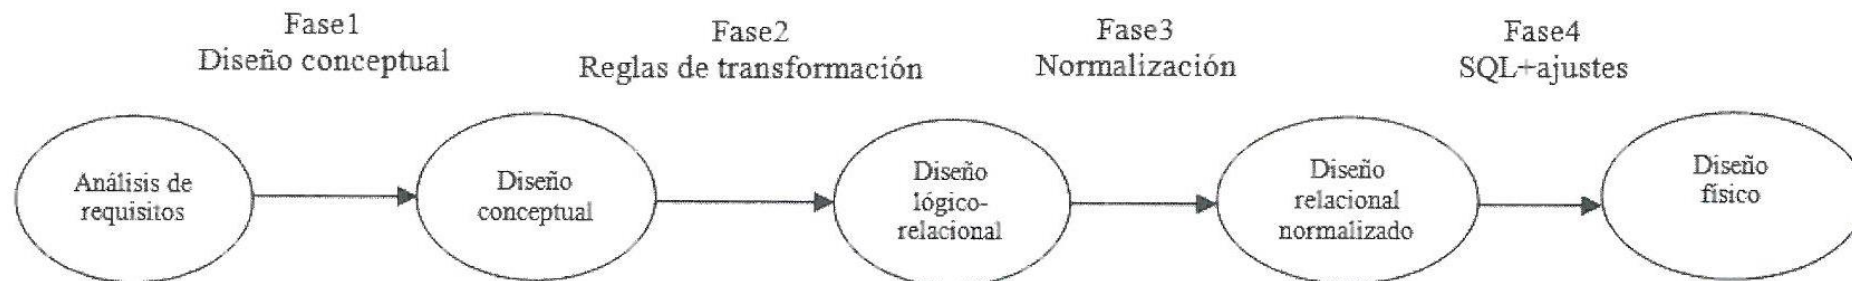 Fase1
Diseño conceptual
Fase2
Reglas de transformación
Fase3
Normalización
Fase4
SQL+ajustes
Análisis de
requisitos
Diseño
conceptual
Diseño
lógico-
relacional
Diseño
relacional
normalizado
Diseño
físico